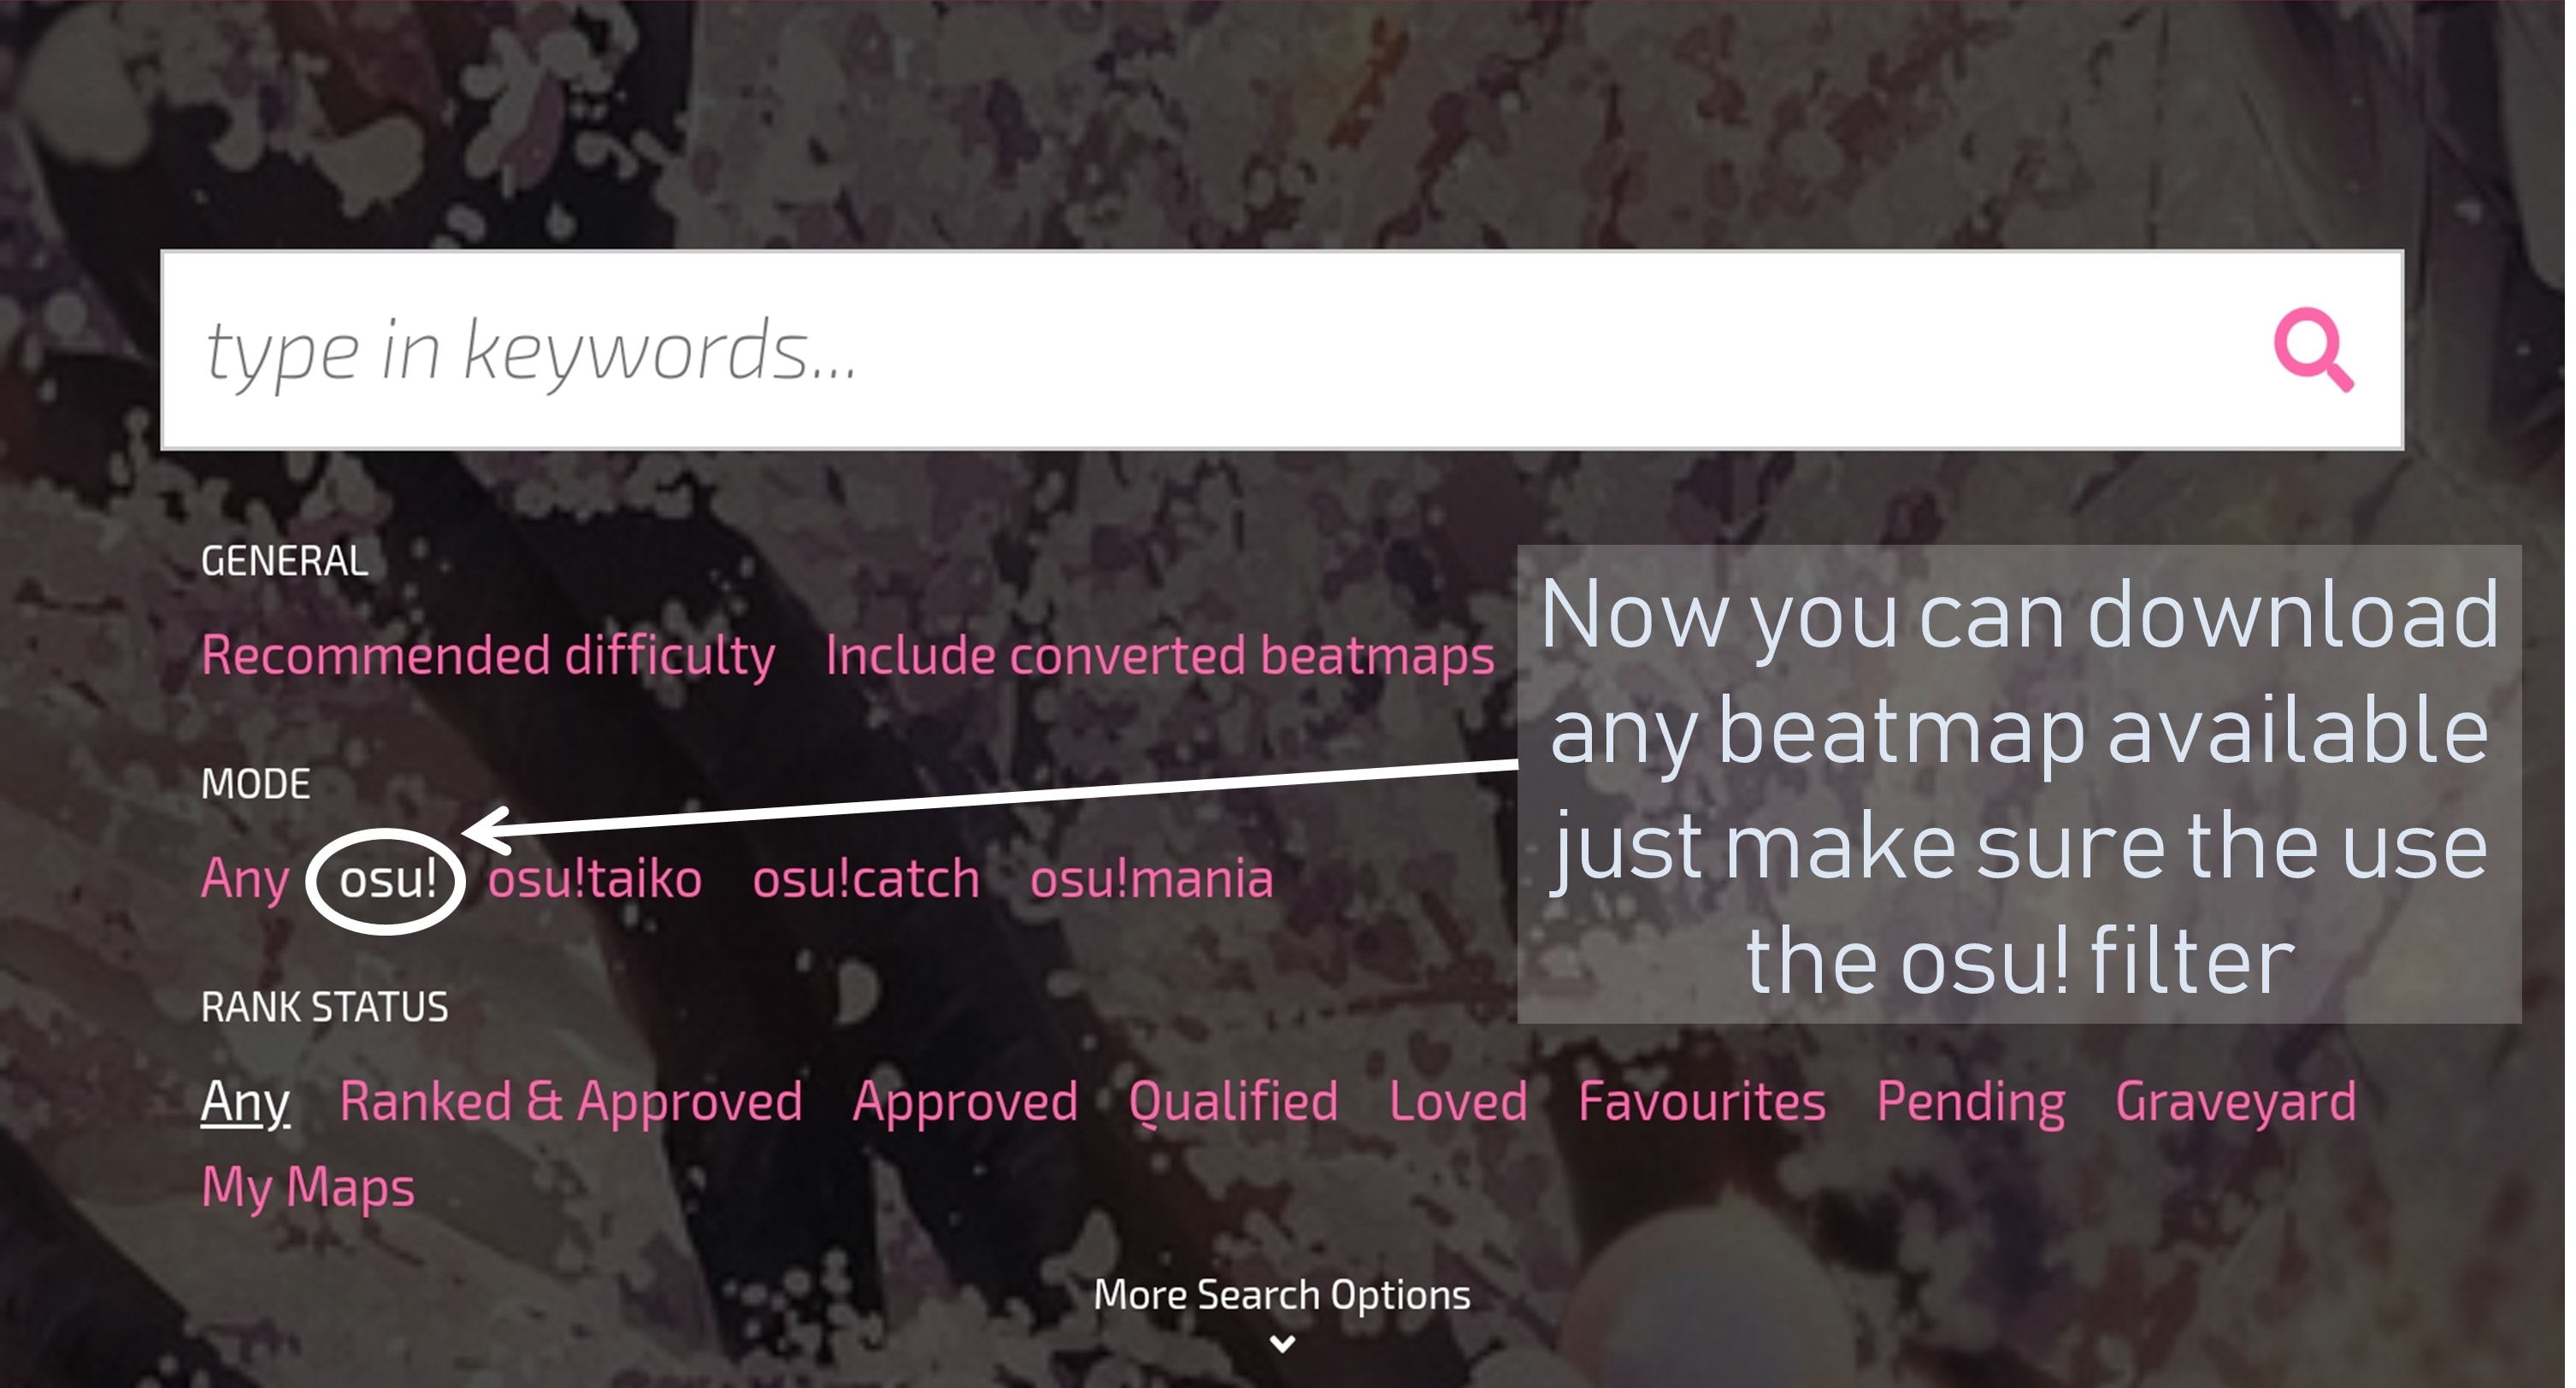 type in keywords...
GENERAL
Recommended difficulty Include converted beatmaps
Now you can download
any beatmap available
just make sure the use
the osu! filter
MODE
Any osu! osu!taiko osu!catch osu!mania
RANK STATUS
Any Ranked & Approved Approved Qualified Loved Favourites Pending Graveyard
My Maps
More Search Options